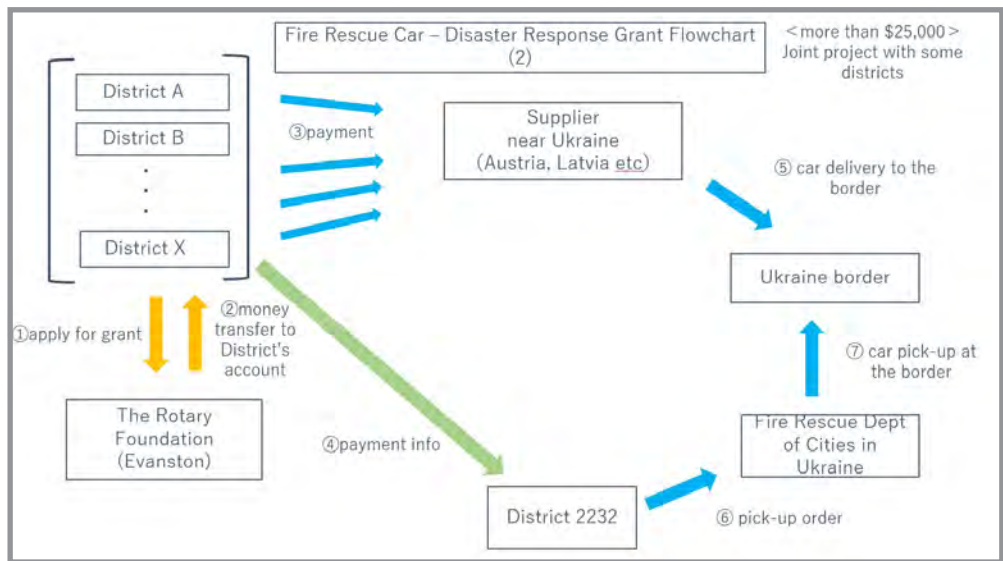 Fire Rescue Car – Disaster Response Grant Flowchart
(2)
<more than $25,000>
Joint project with some
districts
District A
District B
.
.
.
District X
③payment
Supplier
near Ukraine
(Austria, Latvia etc)
⑤ car delivery to the
border
Ukraine border
①apply for grant
②money
transfer to
District's
account
⑦ car pick-up at
the border
The Rotary
Foundation
(Evanston)
④payment info
Fire Rescue Dept
of Cities in
Ukraine
District 2232
⑥ pick-up order